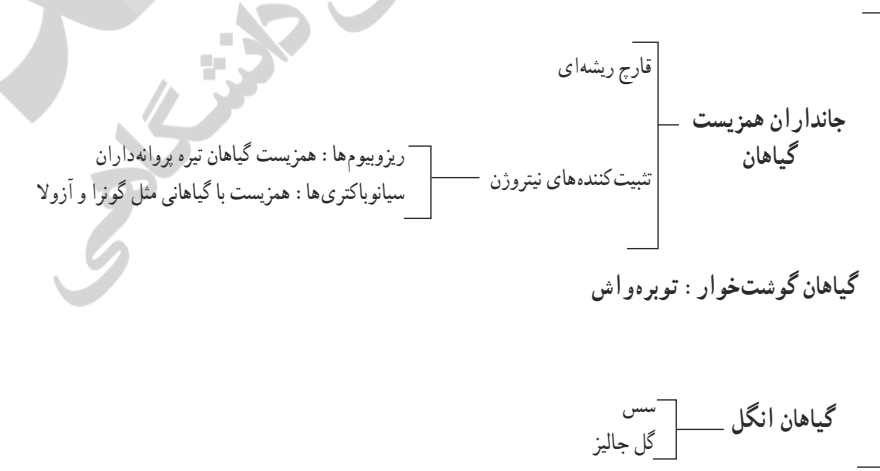 قارچ ریشه‌ای
جانداران همزیست
گیاهان
تثبیت‌کننده‌های نیتروژن
ریزوبیوم‌ها : همزیست گیاهان تیره پروانه‌داران
سیانوباکتری‌ها : همزیست با گیاهانی مثل گونرا و آزولا
گیاهان گوشت‌خوار : توبره‌واش
گیاهان انگل
سس
گل جالیز